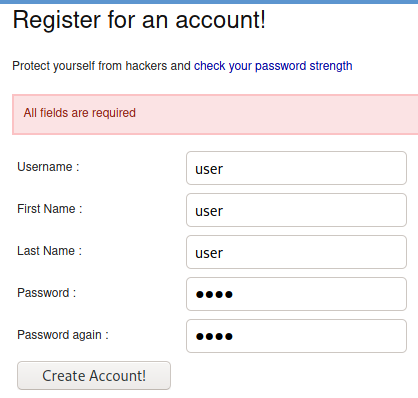 Register for an account!
Protect yourself from hackers and check your password strength
All fields are required
Username : user
First Name : user
Last Name : user
Password : ●●●●
Password again : ●●●●
Create Account!